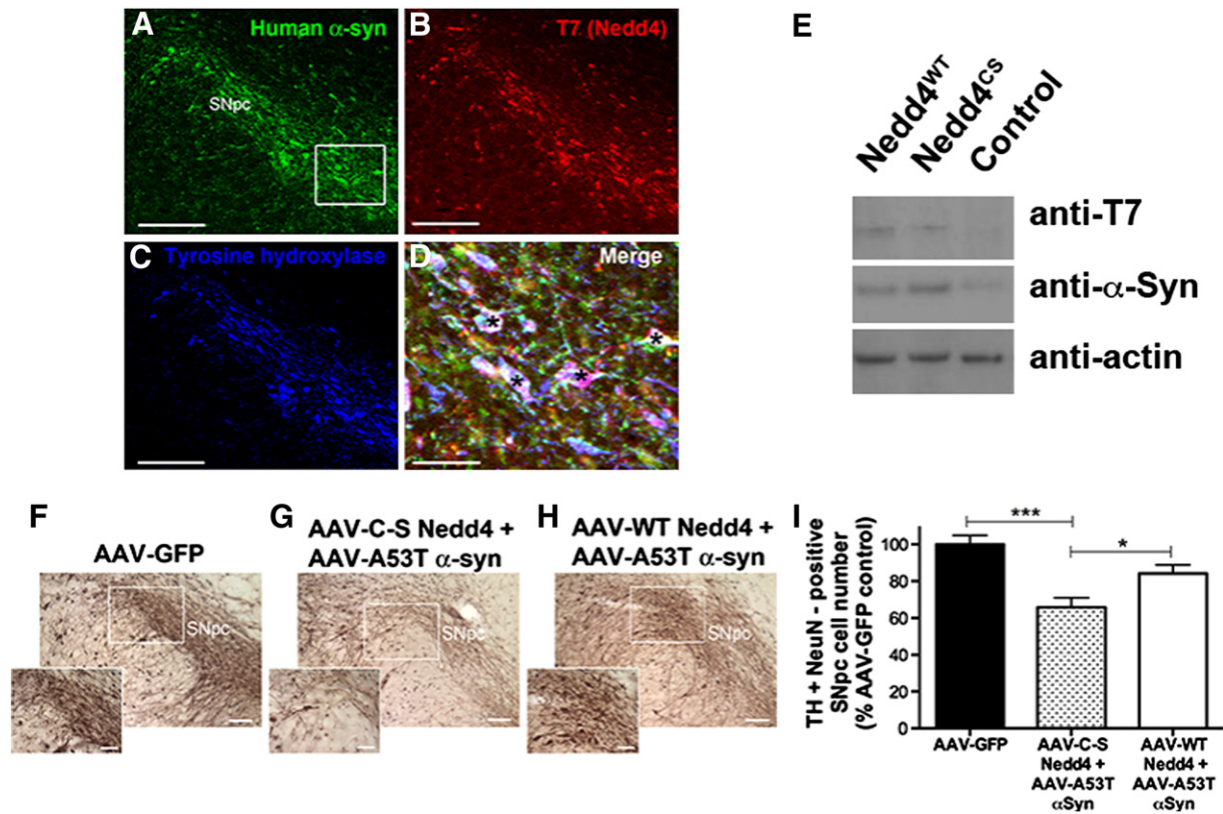 A
Human α-syn
SNpc
B
T7 (Nedd4)
C
Tyrosine hydroxylase
D
Merge
*
*
*
*
E
Nedd4WT
Nedd4CS
Control
anti-T7
anti-α-Syn
anti-actin
F
AAV-GFP
SNpc
G
AAV-C-S Nedd4 +
AAV-A53T α-syn
SNpc
H
AAV-WT Nedd4 +
AAV-A53T α-syn
SNpc
I
TH + NeuN - positive
SNpc cell number
(% AAV-GFP control)
100
80
60
40
20
0
***
*
AAV-GFP
AAV-C-S
Nedd4 +
AAV-A53T
αSyn
AAV-WT
Nedd4 +
AAV-A53T
αSyn